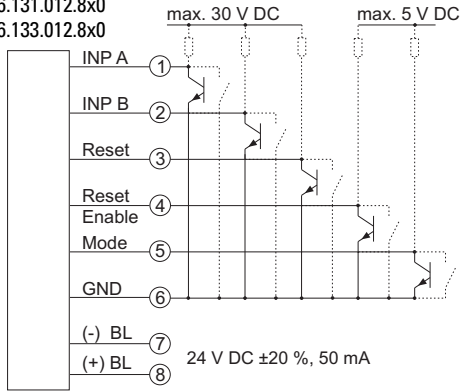 6.131.012.8x0
6.133.012.8x0
max. 30 V DC
max. 5 V DC
INP A
1
INP B
2
Reset
3
Reset
Enable
4
Mode
5
GND
6
(-) BL
7
(+) BL
8
24 V DC ±20 %, 50 mA